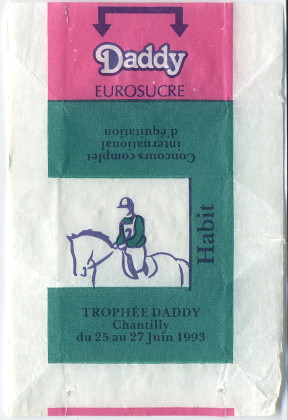 Daddy
EUROSUCRE
Concours complet
international
d'équitation
Habit
TROPHÉE DADDY
Chantilly
du 25 au 27 Juin 1993